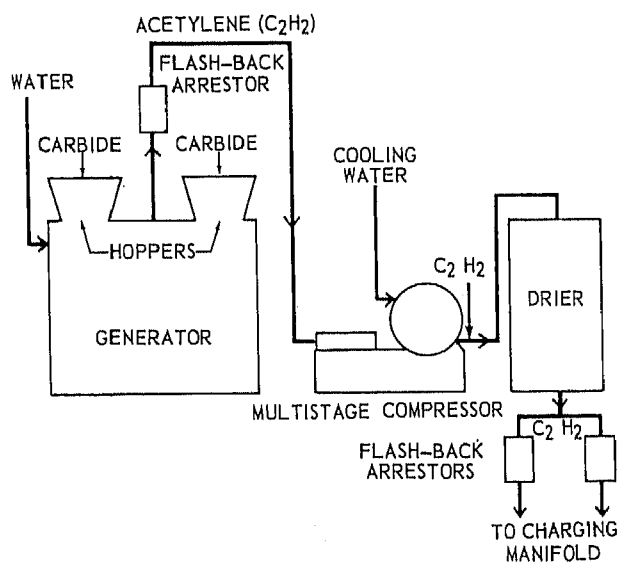 ACETYLENE (C2H2)
FLASH-BACK
ARRESTOR
WATER
CARBIDE
CARBIDE
HOPPERS
GENERATOR
COOLING
WATER
C2 H2
DRIER
MULTISTAGE COMPRESSOR
C2 H2
FLASH-BACK
ARRESTORS
TO CHARGING
MANIFOLD